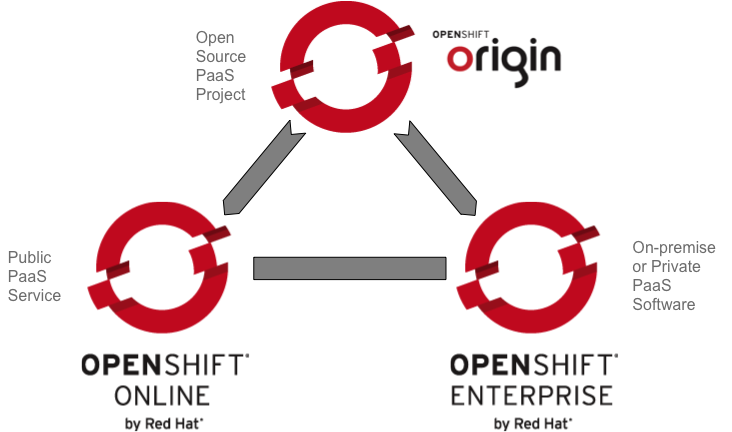 Open
Source
PaaS
Project
OPENSHIFT
origin
Public
PaaS
Service
On-premise
or Private
PaaS
Software
OPENSHIFT
ONLINE
by Red Hat
OPENSHIFT
ENTERPRISE
by Red Hat